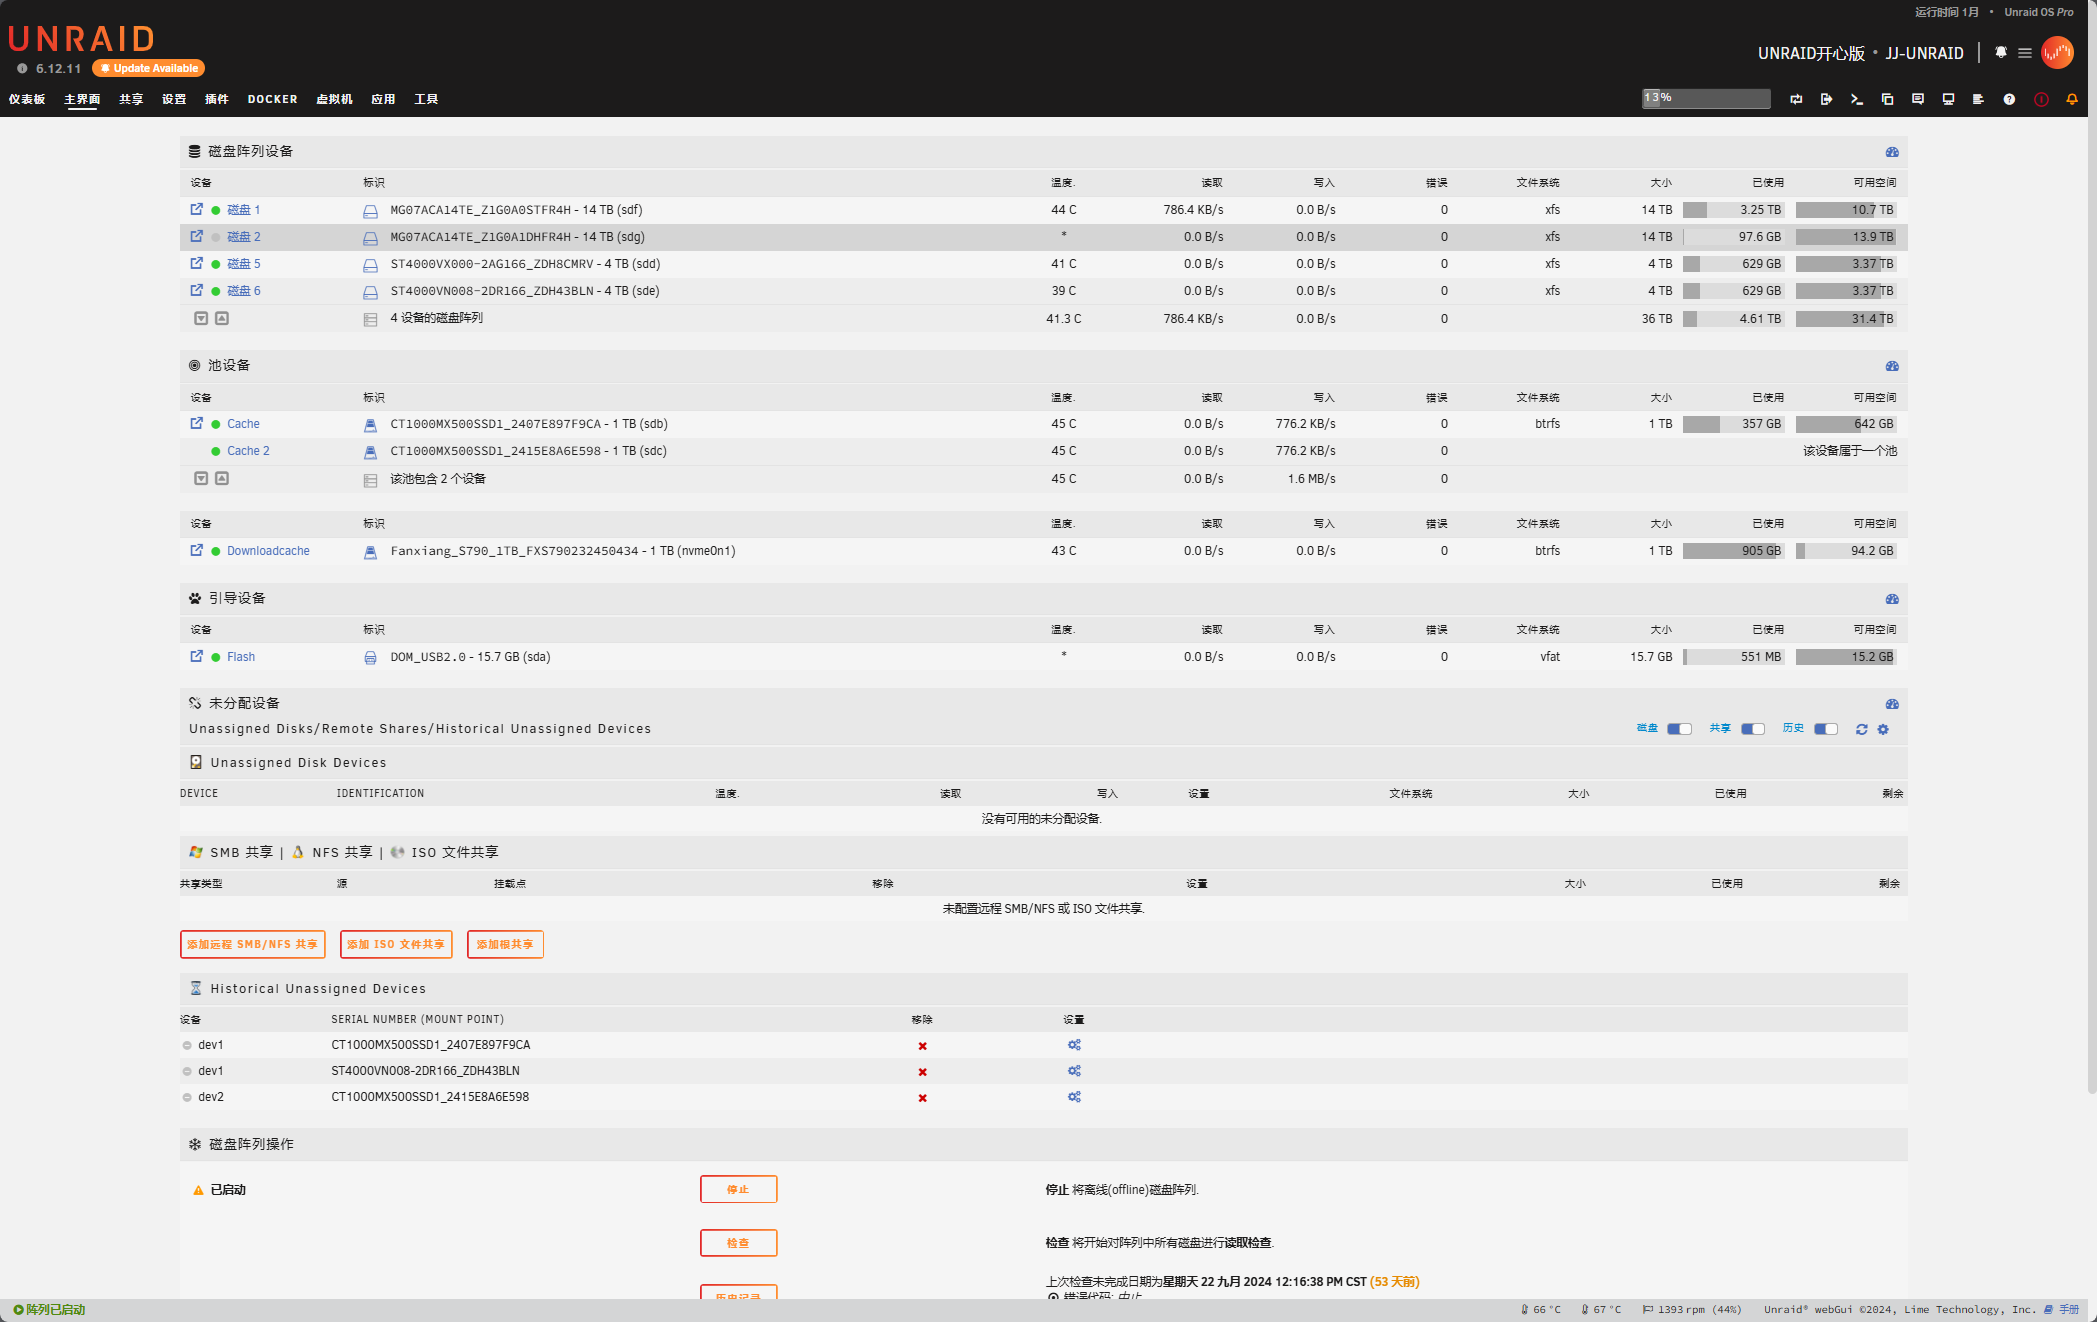 运行时间 1月 • Unraid OS Pro
UNRAID
6.12.11 Update Available
UNRAID开心版 • JJ-UNRAID
仪表板 主界面 共享 设置 插件 DOCKER 虚拟机 应用 工具 13%
磁盘阵列设备
设备 标识 温度. 读取 写入 错误 文件系统 大小 已使用 可用空间
磁盘 1 MG07ACA14TE_Z1G0A0STFR4H - 14 TB (sdf) 44 C 786.4 KB/s 0.0 B/s 0 xfs 14 TB 3.25 TB 10.7 TB
磁盘 2 MG07ACA14TE_Z1G0A1DHFR4H - 14 TB (sdg) * 0.0 B/s 0.0 B/s 0 xfs 14 TB 97.6 GB 13.9 TB
磁盘 5 ST4000VX000-2AG166_ZDH8CMRV - 4 TB (sdd) 41 C 0.0 B/s 0.0 B/s 0 xfs 4 TB 629 GB 3.37 TB
磁盘 6 ST4000VN008-2DR166_ZDH43BLN - 4 TB (sde) 39 C 0.0 B/s 0.0 B/s 0 xfs 4 TB 629 GB 3.37 TB
4 设备的磁盘阵列 41.3 C 786.4 KB/s 0.0 B/s 0 36 TB 4.61 TB 31.4 TB
池设备
设备 标识 温度. 读取 写入 错误 文件系统 大小 已使用 可用空间
Cache CT1000MX500SSD1_2407E897F9CA - 1 TB (sdb) 45 C 0.0 B/s 776.2 KB/s 0 btrfs 1 TB 357 GB 642 GB
Cache 2 CT1000MX500SSD1_2415E8A6E598 - 1 TB (sdc) 45 C 0.0 B/s 776.2 KB/s 0 该设备属于一个池
该池包含 2 个设备 45 C 0.0 B/s 1.6 MB/s 0
设备 标识 温度. 读取 写入 错误 文件系统 大小 已使用 可用空间
Downloadcache Fanxiang_S790_1TB_FXS790232450434 - 1 TB (nvme0n1) 43 C 0.0 B/s 0.0 B/s 0 btrfs 1 TB 905 GB 94.2 GB
引导设备
设备 标识 温度. 读取 写入 错误 文件系统 大小 已使用 可用空间
Flash DOM_USB2.0 - 15.7 GB (sda) * 0.0 B/s 0.0 B/s 0 vfat 15.7 GB 551 MB 15.2 GB
未分配设备
Unassigned Disks/Remote Shares/Historical Unassigned Devices 磁盘 共享 历史
Unassigned Disk Devices
DEVICE IDENTIFICATION 温度. 读取 写入 设置 文件系统 大小 已使用 剩余
没有可用的未分配设备.
SMB 共享 | NFS 共享 | ISO 文件共享
共享类型 源 挂载点 移除 设置 大小 已使用 剩余
未配置远程 SMB/NFS 或 ISO 文件共享.
添加远程 SMB/NFS 共享 添加 ISO 文件共享 添加根共享
Historical Unassigned Devices
设备 SERIAL NUMBER (MOUNT POINT) 移除 设置
dev1 CT1000MX500SSD1_2407E897F9CA
dev1 ST4000VN008-2DR166_ZDH43BLN
dev2 CT1000MX500SSD1_2415E8A6E598
磁盘阵列操作
已启动 停止 停止 将离线(offline)磁盘阵列.
检查 检查 将开始对阵列中所有磁盘进行读取检查.
上次检查未完成日期为星期天 22 九月 2024 12:16:38 PM CST (53 天前)
历史记录 错误代码: 中止
阵列已启动 66 °C 67 °C 1393 rpm (44%) Unraid® webGui ©2024, Lime Technology, Inc. 手册